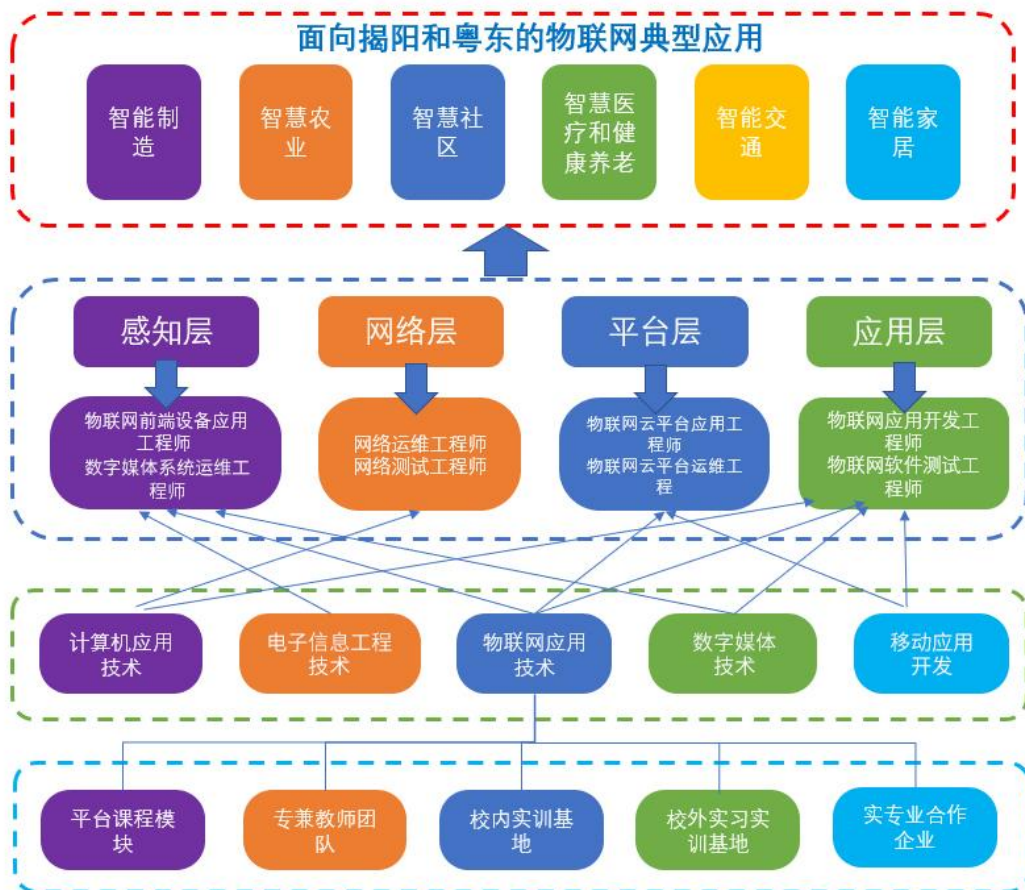 面向揭阳和粤东的物联网典型应用
智能制
造
智慧农
业
智慧社
区
智慧医
疗和健
康养老
智能交
通
智能家
居
感知层
网络层
平台层
应用层
物联网前端设备应用
工程师
数字媒体系统运维工
程师
网络运维工程师
网络测试工程师
物联网云平台应用工
程师
物联网云平台运维工
程
物联网应用开发工
程师
物联网软件测试工
程师
计算机应用
技术
电子信息工程
技术
物联网应用
技术
数字媒体
技术
移动应用
开发
平台课程模
块
专兼教师团
队
校内实训基
地
校外实习实
训基地
实专业合作
企业